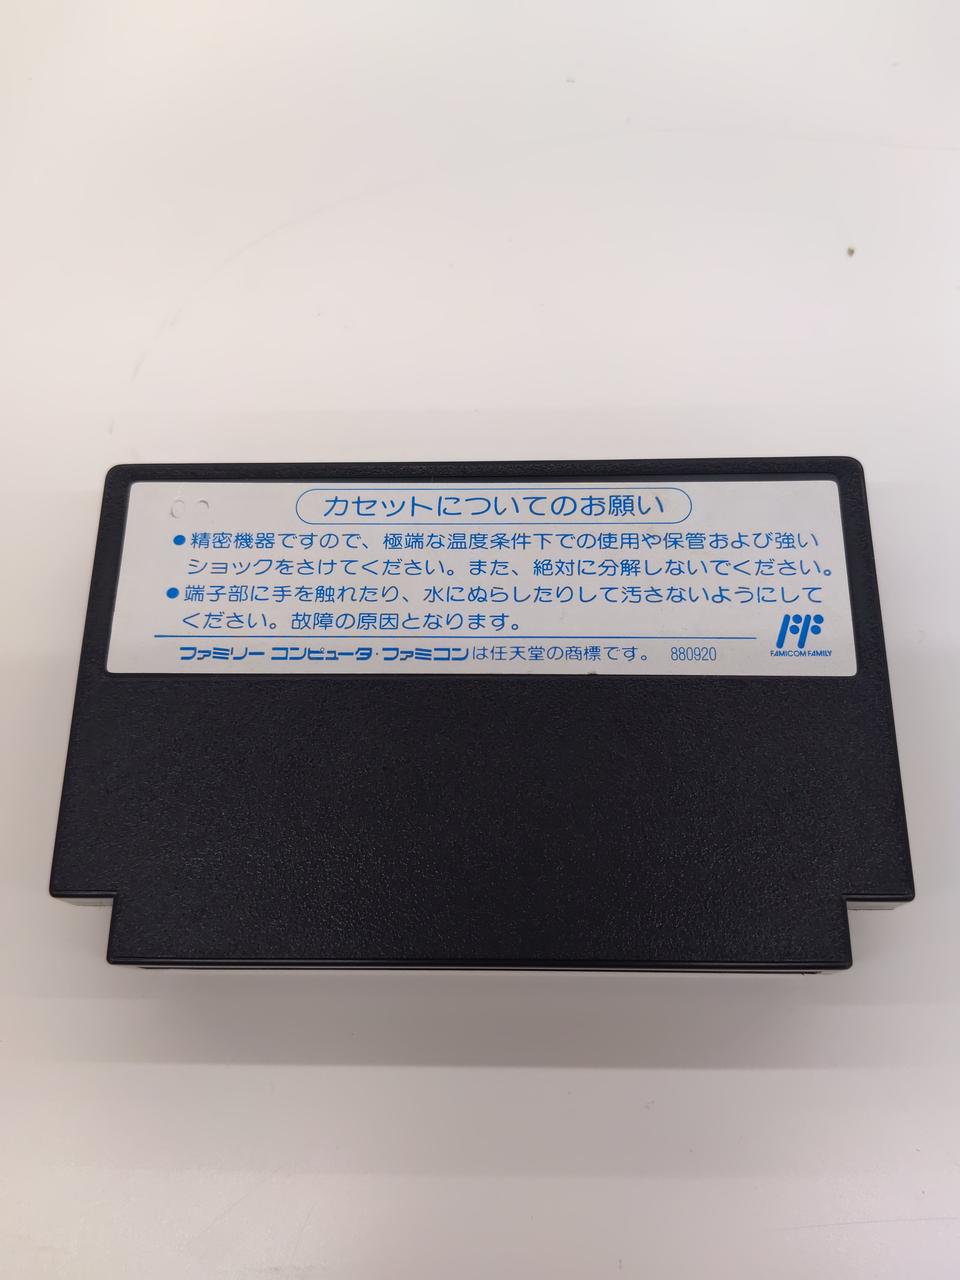 カセットについてのお願い
●精密機器ですので、極端な温度条件下での使用や保管および強い
ショックをさけてください。また、絶対に分解しないでください。
●端子部に手を触れたり、水にぬらしたりして汚さないようにして
ください。故障の原因となります。
FAMICOM FAMILY
ファミリー コンピュータ・ファミコンは任天堂の商標です。 880920